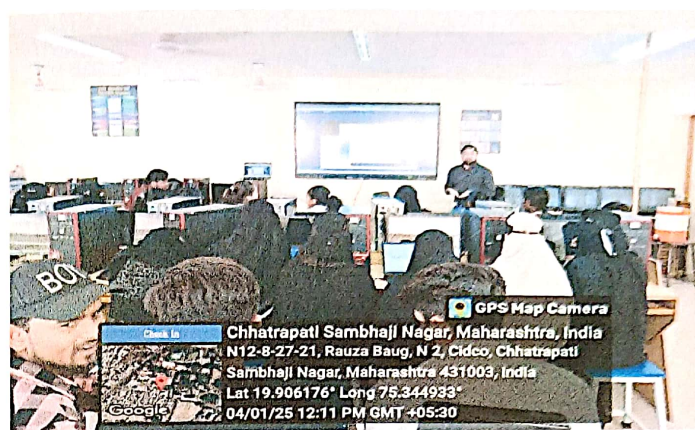 BOI
GPS Map Camera
Check In
Chhatrapati Sambhaji Nagar, Maharashtra, India
N12-8-27-21, Rauza Baug, N 2, Cidco, Chhatrapati
Sambhaji Nagar, Maharashtra 431003, India
Lat 19.906176° Long 75.344933°
04/01/25 12:11 PM GMT +05:30
Google